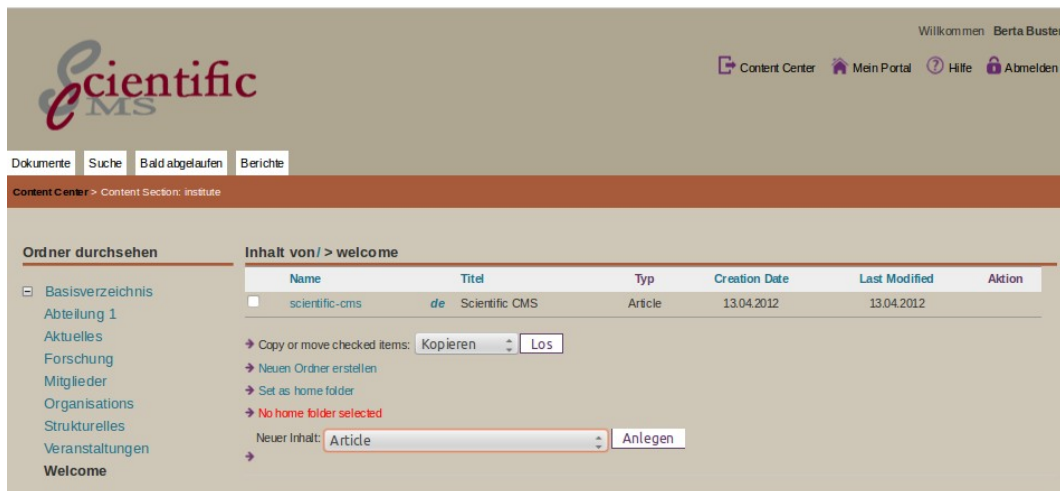 Willkommen Berta Buster
Content Center Mein Portal Hilfe Abmelden
Scientific
CMS
Dokumente Suche Bald abgelaufen Berichte
Content Center > Content Section: institute
Ordner durchsehen
Basisverzeichnis
Abteilung 1
Aktuelles
Forschung
Mitglieder
Organisations
Strukturelles
Veranstaltungen
Welcome
Inhalt von/ > welcome
Name Titel Typ Creation Date Last Modified Aktion
scientific-cms de Scientific CMS Article 13.04.2012 13.04.2012
Copy or move checked items: Kopieren Los
Neuen Ordner erstellen
Set as home folder
No home folder selected
Neuer Inhalt: Article Anlegen